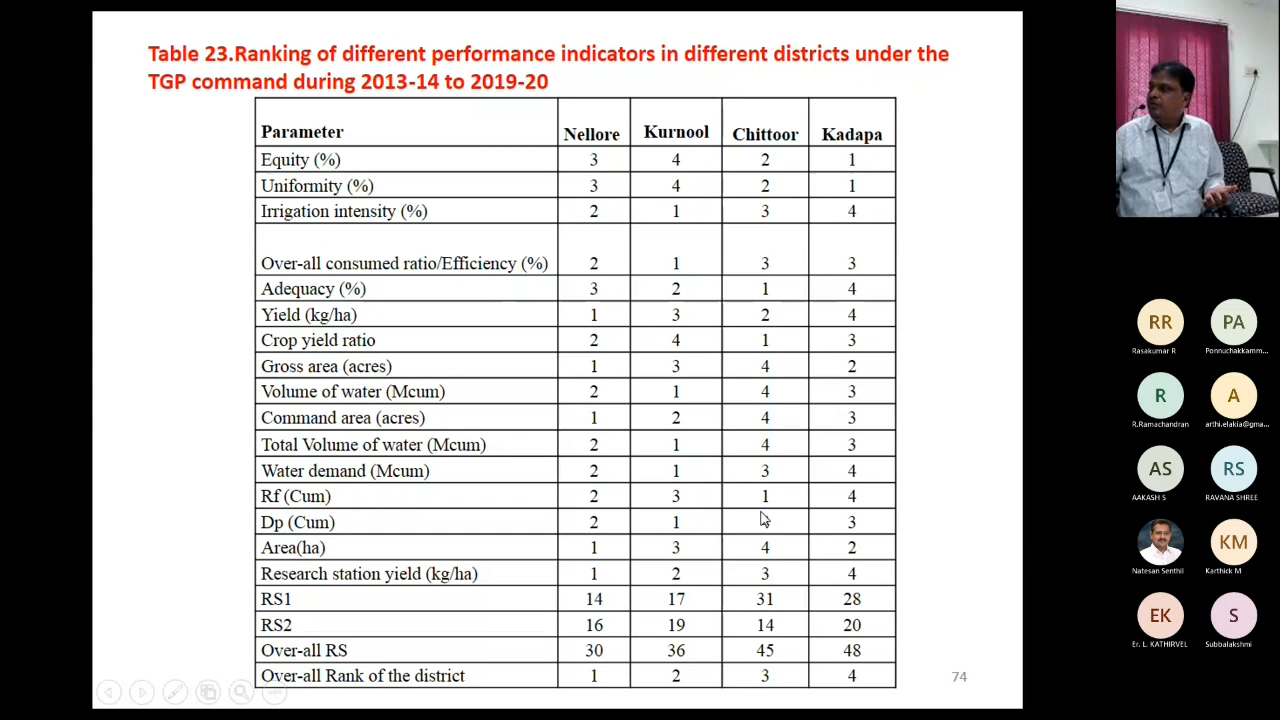 Table 23.Ranking of different performance indicators in different districts under the
TGP command during 2013-14 to 2019-20
Parameter Nellore Kurnool Chittoor Kadapa
Equity (%) 3 4 2 1
Uniformity (%) 3 4 2 1
Irrigation intensity (%) 2 1 3 4
Over-all consumed ratio/Efficiency (%) 2 1 3 3
Adequacy (%) 3 2 1 4
Yield (kg/ha) 1 3 2 4
Crop yield ratio 2 4 1 3
Gross area (acres) 1 3 4 2
Volume of water (Mcum) 2 1 4 3
Command area (acres) 1 2 4 3
Total Volume of water (Mcum) 2 1 4 3
Water demand (Mcum) 2 1 3 4
Rf (Cum) 2 3 1 4
Dp (Cum) 2 1 3
Area(ha) 1 3 4 2
Research station yield (kg/ha) 1 2 3 4
RS1 14 17 31 28
RS2 16 19 14 20
Over-all RS 30 36 45 48
Over-all Rank of the district 1 2 3 4
74
RR PA
Rasakumar R Ponnuchakkamm...
R A
R.Ramachandran arthi.elakia@gma...
AS RS
AAKASH S RAVANA SHREE
KM
Natesan Senthil Karthick M
EK S
Er. L. KATHIRVEL Subbalakshmi